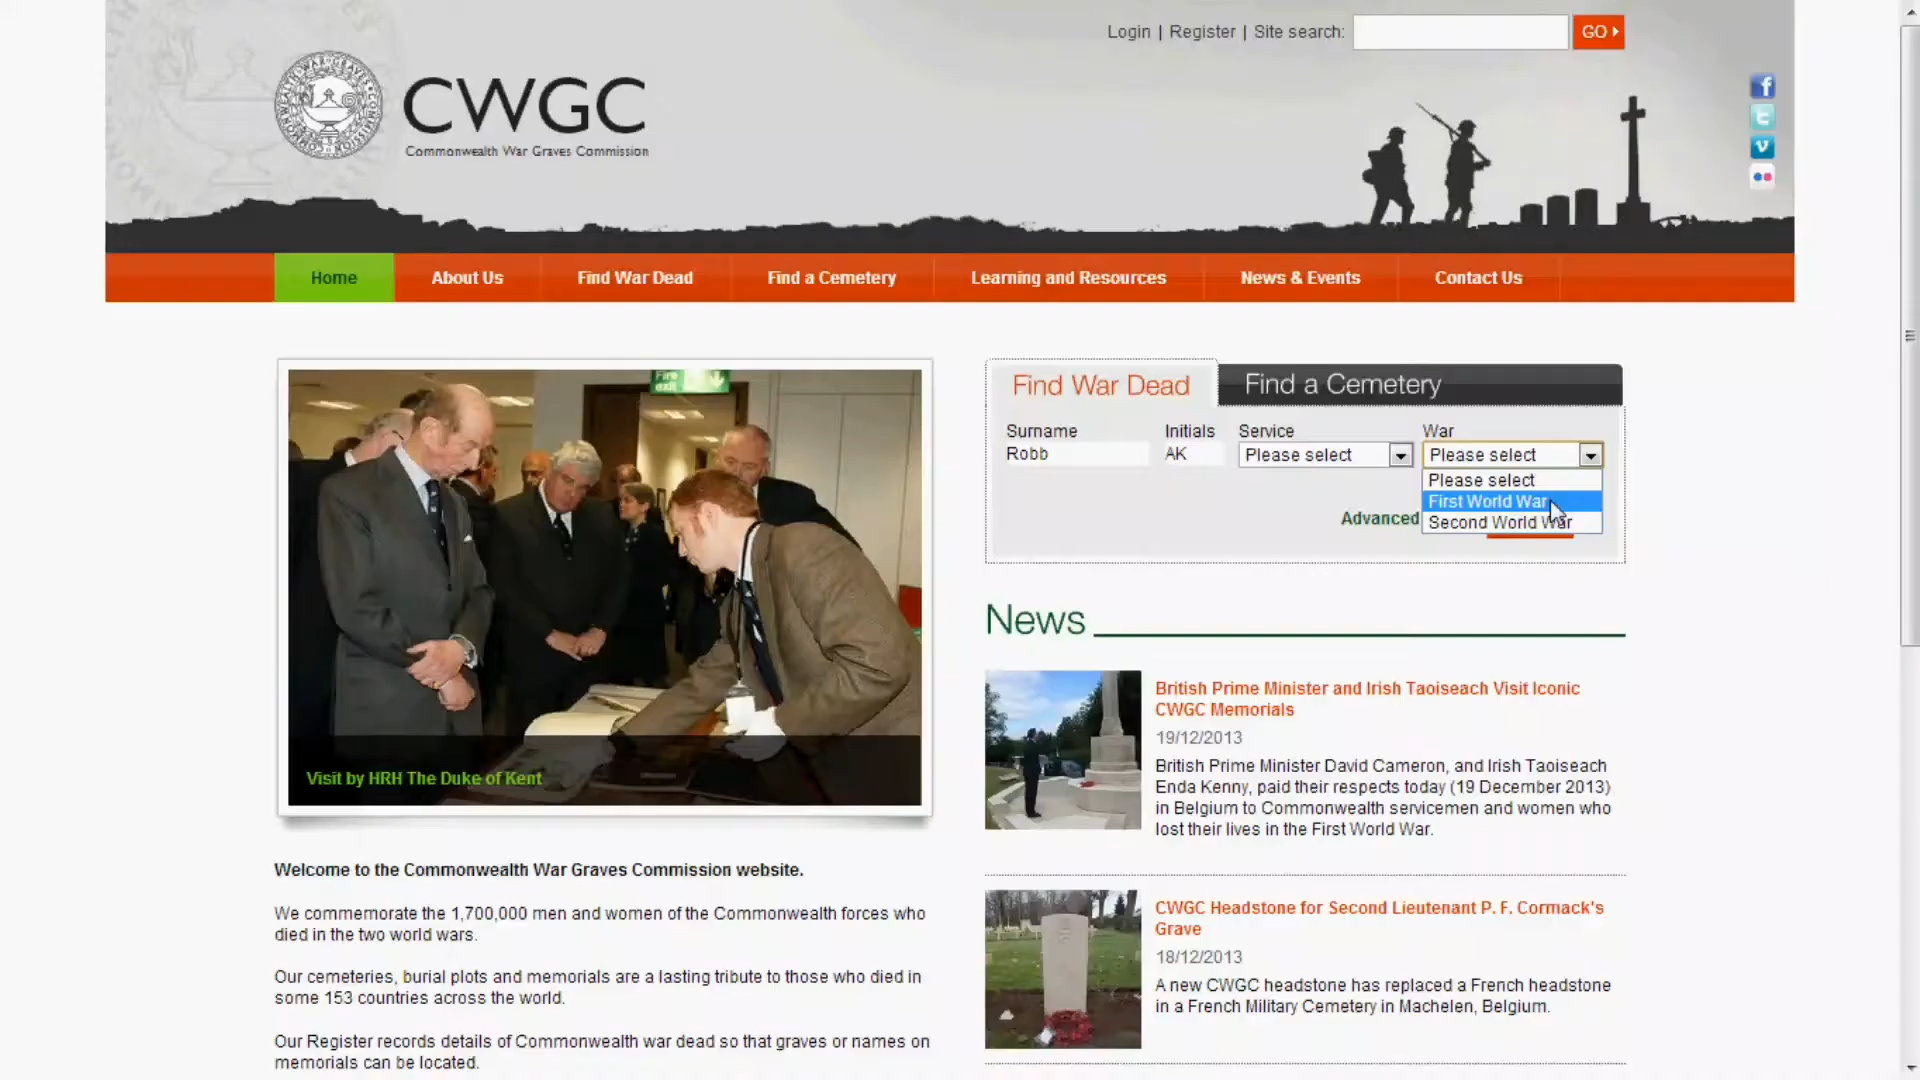 Login | Register | Site search:
GO
CWGC
Commonwealth War Graves Commission
Home
About Us
Find War Dead
Find a Cemetery
Learning and Resources
News & Events
Contact Us
Fire exit
Visit by HRH The Duke of Kent
Find War Dead
Find a Cemetery
Surname
Initials
Service
War
Robb
AK
Please select
Please select
Please select
First World War
Second World War
Advanced
News
British Prime Minister and Irish Taoiseach Visit Iconic
CWGC Memorials
19/12/2013
British Prime Minister David Cameron, and Irish Taoiseach
Enda Kenny, paid their respects today (19 December 2013)
in Belgium to Commonwealth servicemen and women who
lost their lives in the First World War.
CWGC Headstone for Second Lieutenant P. F. Cormack's
Grave
18/12/2013
A new CWGC headstone has replaced a French headstone
in a French Military Cemetery in Machelen, Belgium.
Welcome to the Commonwealth War Graves Commission website.
We commemorate the 1,700,000 men and women of the Commonwealth forces who
died in the two world wars.
Our cemeteries, burial plots and memorials are a lasting tribute to those who died in
some 153 countries across the world.
Our Register records details of Commonwealth war dead so that graves or names on
memorials can be located.